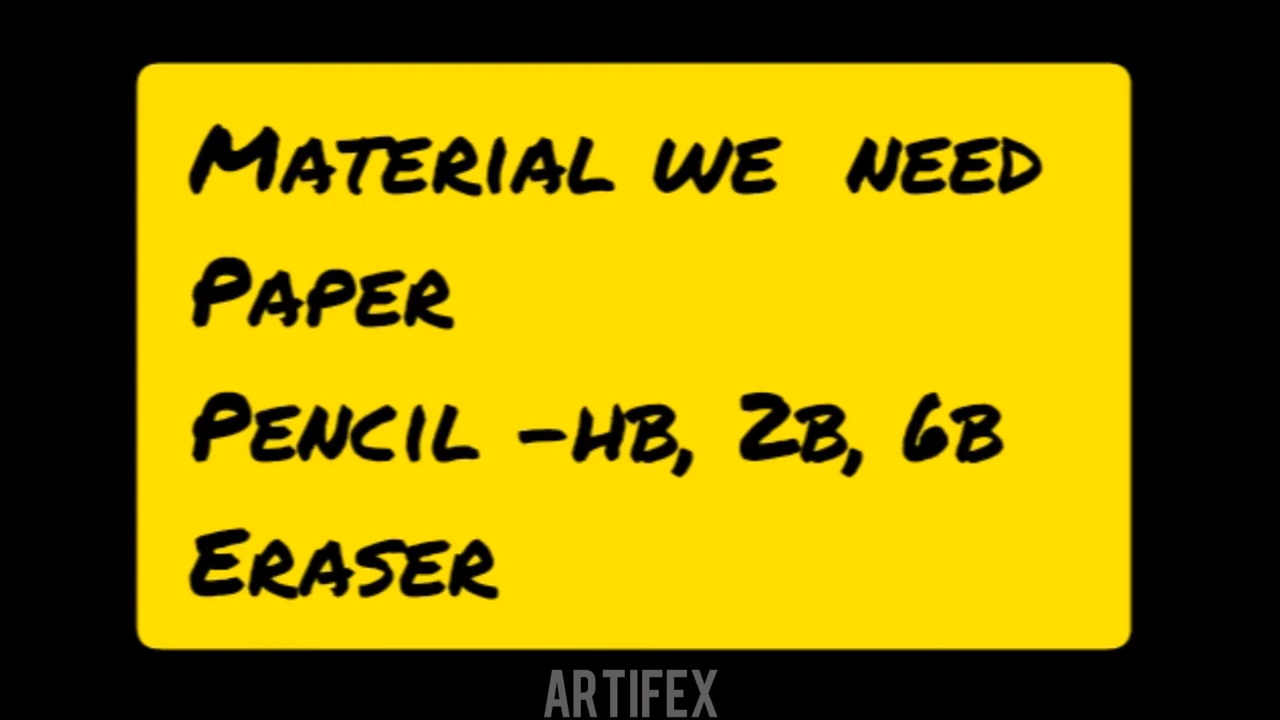 Material we need
Paper
Pencil -HB, 2B, 6B
Eraser
ARTIFEX